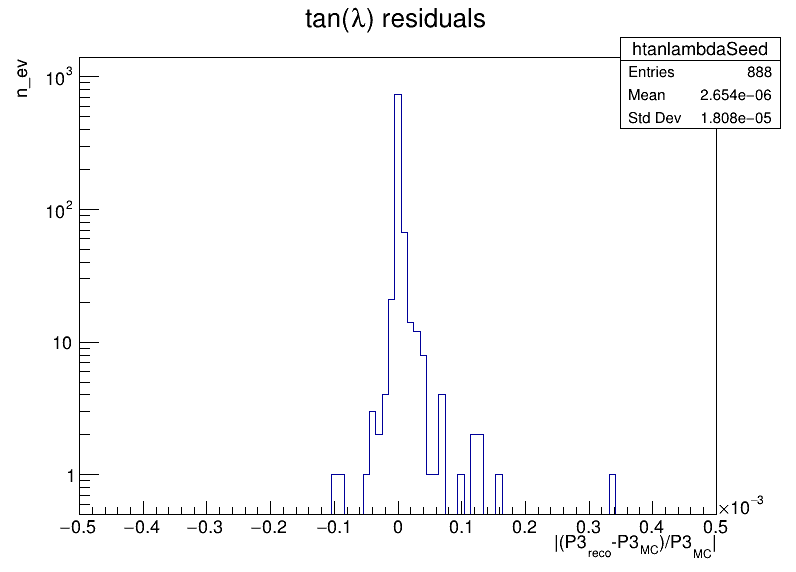 tan(λ) residuals
htanlambdaSeed
Entries 888
Mean 2.654e−06
Std Dev 1.808e−05
n_ev
10³
10²
10
1
−0.5 −0.4 −0.3 −0.2 −0.1 0 0.1 0.2 0.3 0.4 0.5
×10⁻³
|(P3reco-P3MC)/P3MC|